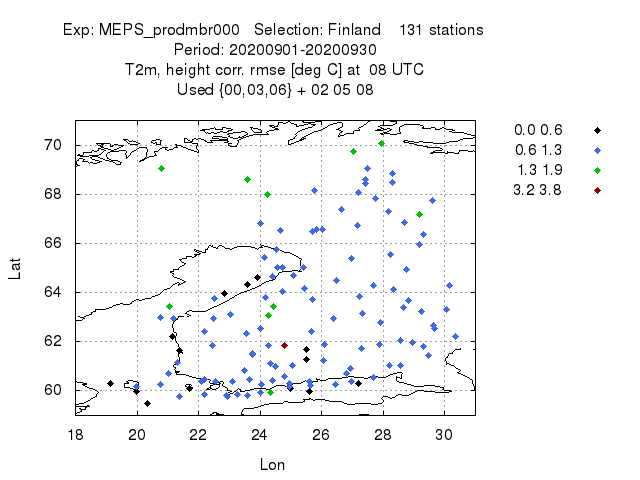 Exp: MEPS_prodmbr000 Selection: Finland 131 stations
Period: 20200901-20200930
T2m, height corr. rmse [deg C] at 08 UTC
Used {00,03,06} + 02 05 08
0.0 0.6
0.6 1.3
1.3 1.9
3.2 3.8
70
68
66
64
62
60
Lat
18 20 22 24 26 28 30
Lon